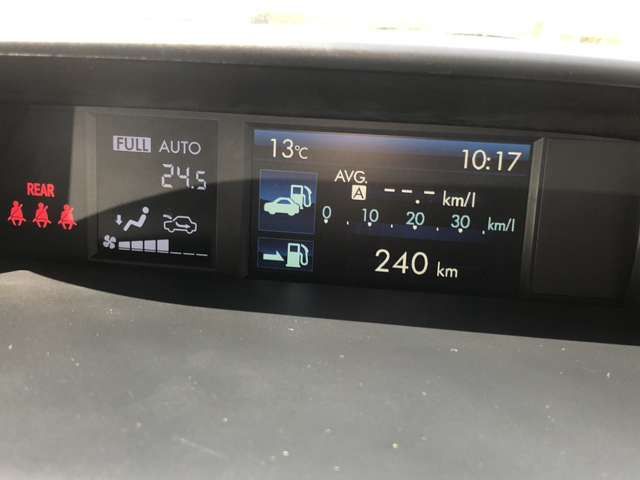 REAR
FULL AUTO
24.5
13°C 10:17
AVG.
A --.- km/l
0 10 20 30 km/l
240 km